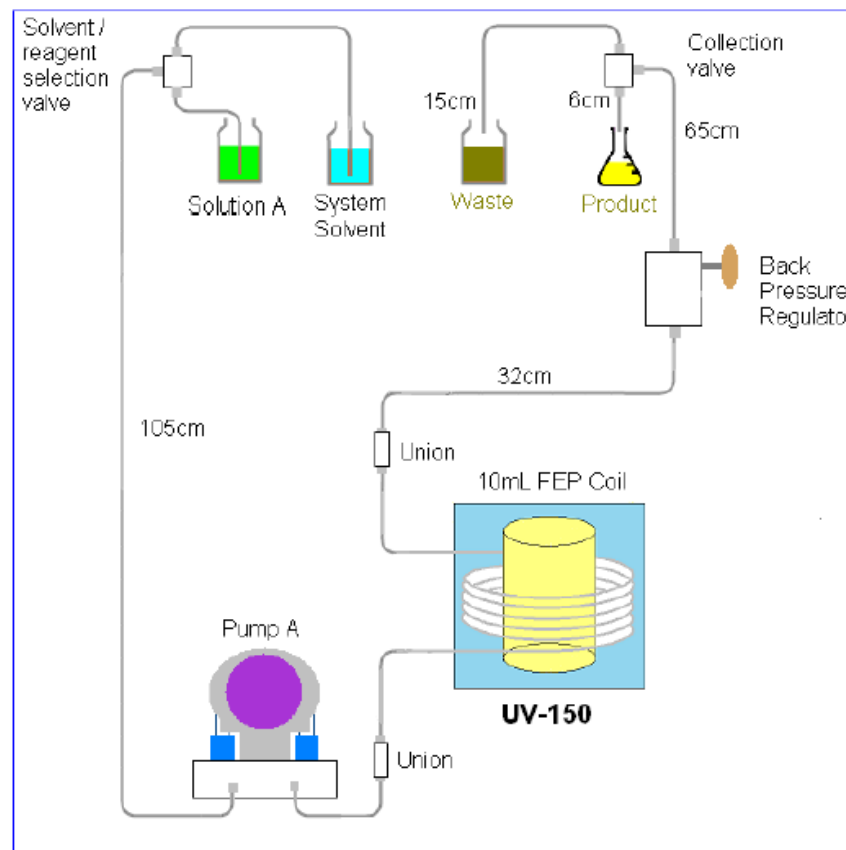 Solvent /
reagent
selection
valve
Collection
valve
15cm
6cm
65cm
Solution A
System
Solvent
Waste
Product
Back
Pressure
Regulato
32cm
105cm
Union
10mL FEP Coil
Pump A
UV-150
Union